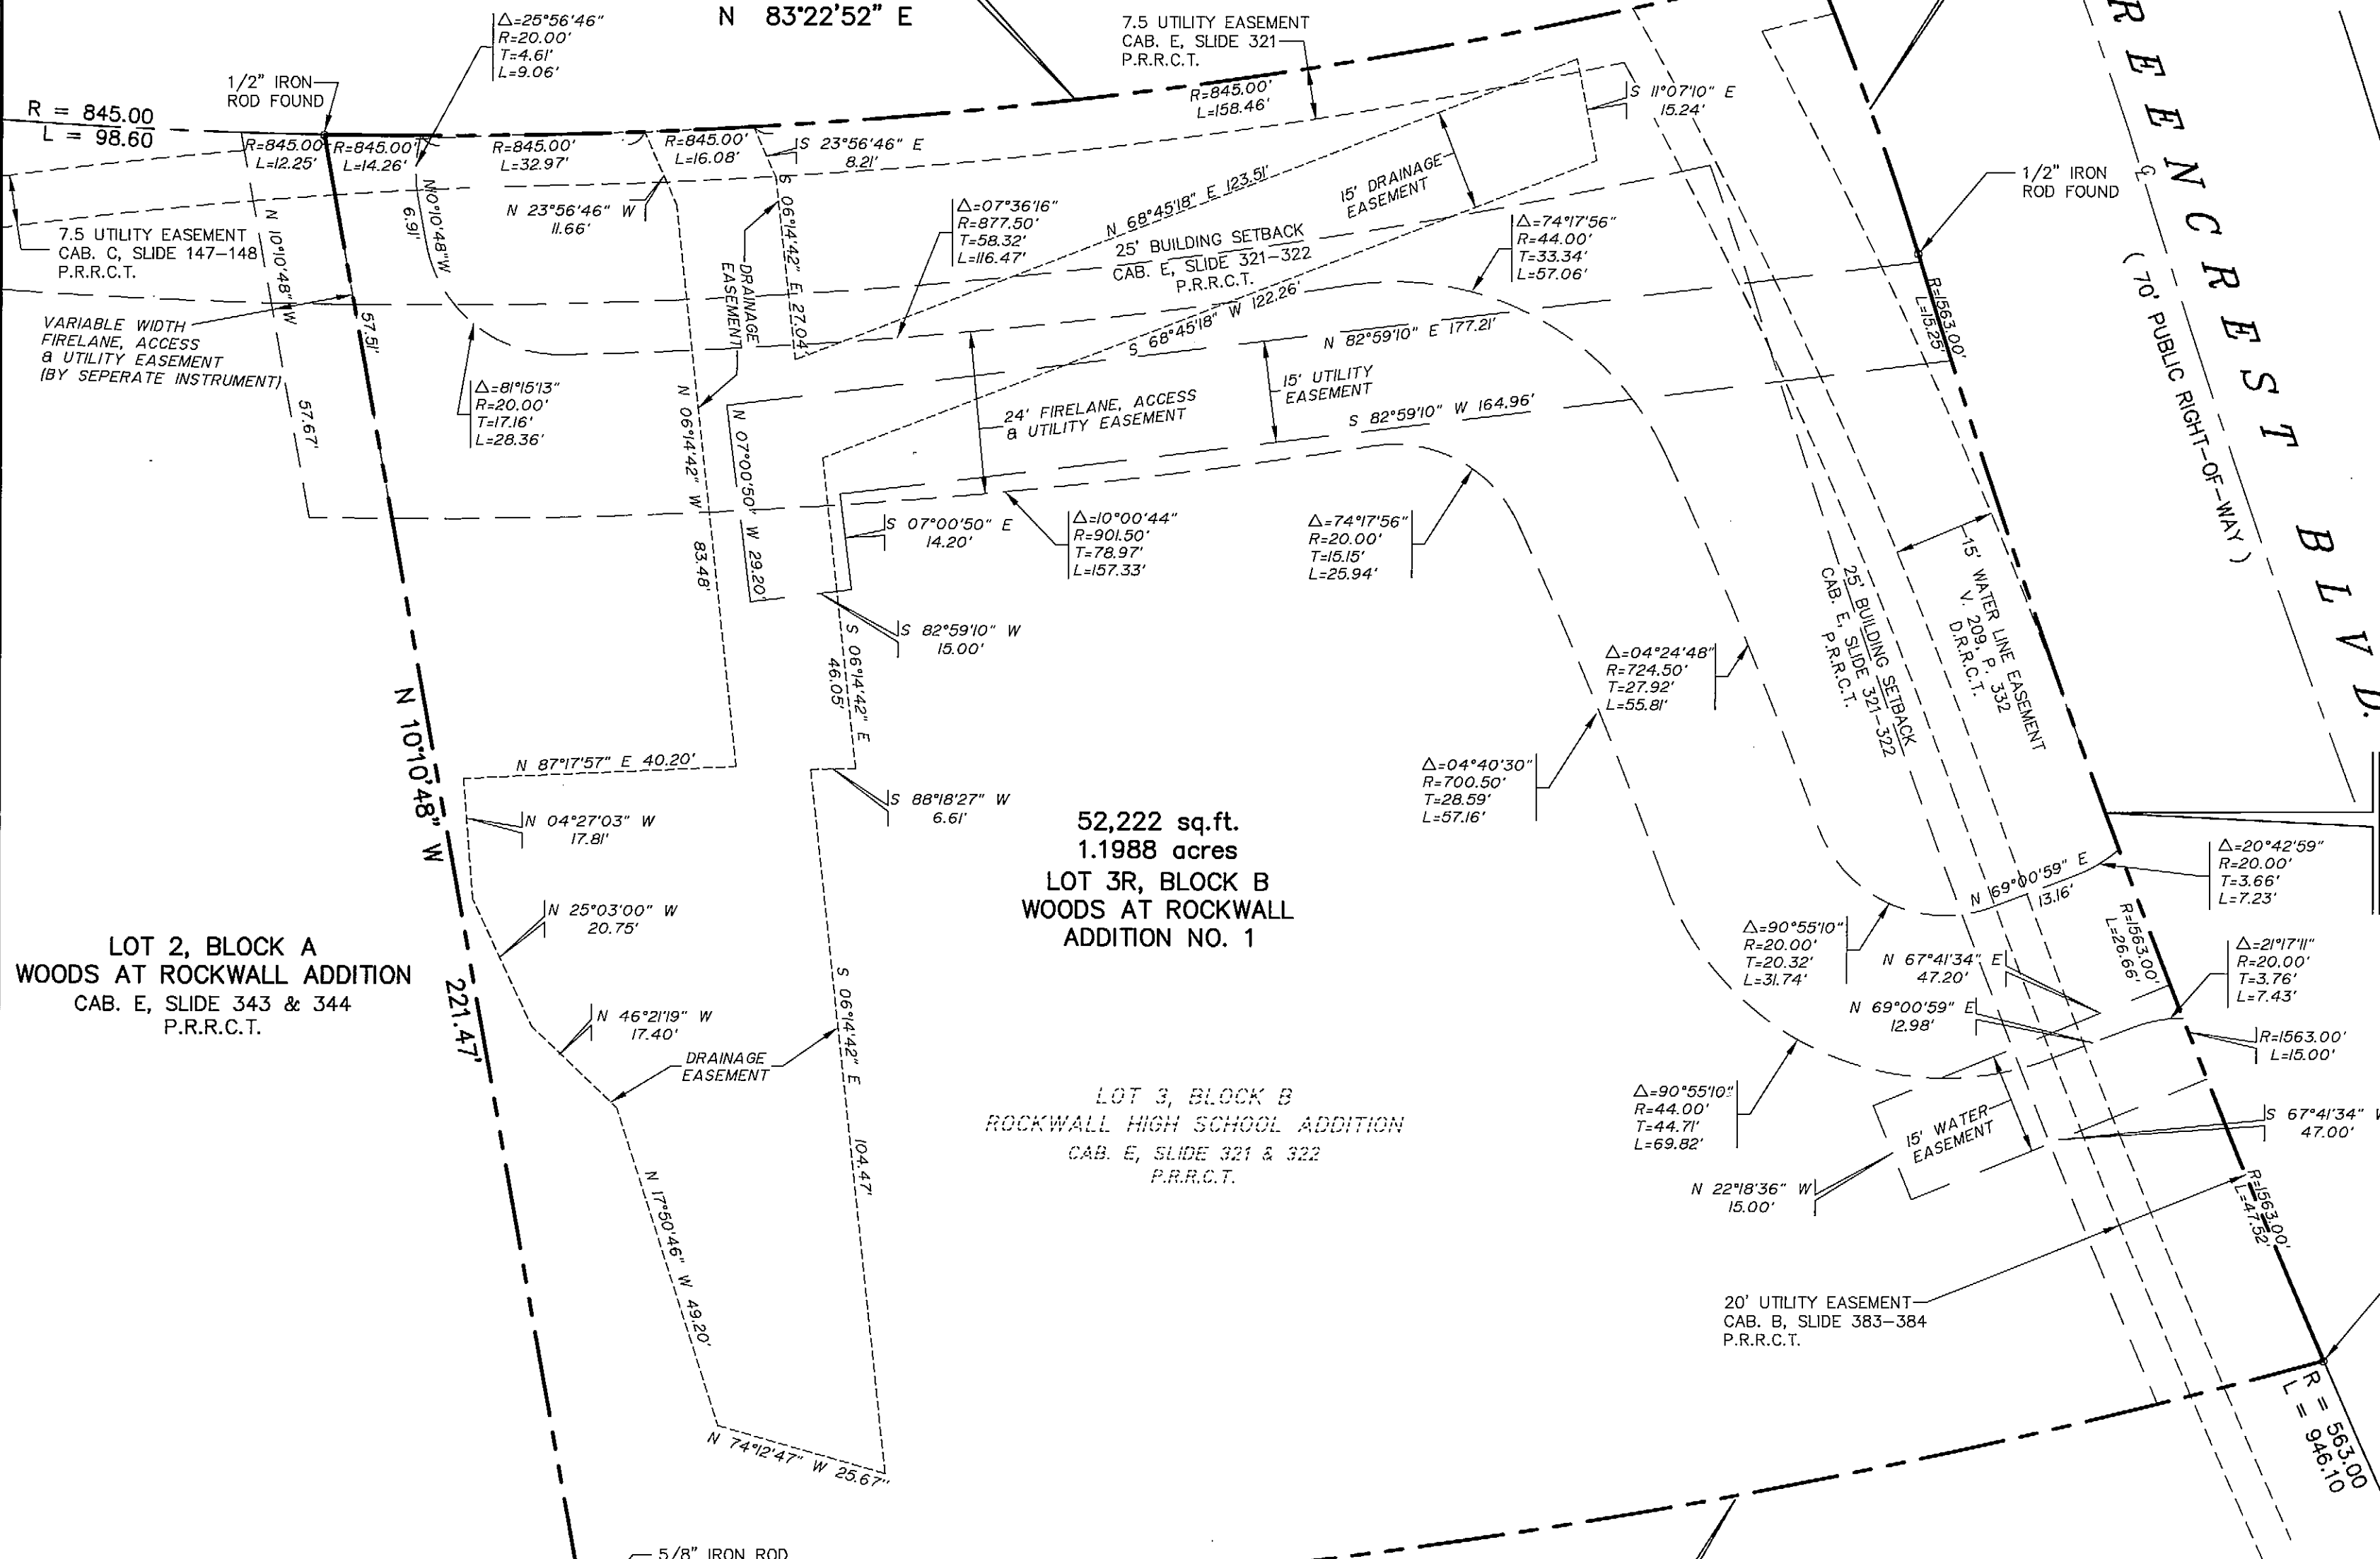 N 83°22'52" E
Δ=25°56'46"
R=20.00'
T=4.61'
L=9.06'
7.5 UTILITY EASEMENT
CAB. E, SLIDE 321
P.R.R.C.T.
1/2" IRON
ROD FOUND
R = 845.00
L = 98.60
R=845.00'
L=12.25'
R=845.00'
L=14.26'
R=845.00'
L=32.97'
R=845.00'
L=16.08'
R=845.00'
L=158.46'
S 23°56'46" E
8.21'
S 11°07'10" E
15.24'
N 23°56'46" W
11.66'
N10°10'48"W
6.91'
N 10°10'48" W
57.67'
57.51'
7.5 UTILITY EASEMENT
CAB. C, SLIDE 147-148
P.R.R.C.T.
VARIABLE WIDTH
FIRELANE, ACCESS
& UTILITY EASEMENT
(BY SEPERATE INSTRUMENT)
Δ=81°15'13"
R=20.00'
T=17.16'
L=28.36'
DRAINAGE
EASEMENT
S 06°14'42" E 27.04'
Δ=07°36'16"
R=877.50'
T=58.32'
L=116.47'
N 68°45'18" E 123.51'
15' DRAINAGE
EASEMENT
25' BUILDING SETBACK
CAB. E, SLIDE 321-322
P.R.R.C.T.
S 68°45'18" W 122.26'
Δ=74°17'56"
R=44.00'
T=33.34'
L=57.06'
N 82°59'10" E 177.21'
15' UTILITY
EASEMENT
24' FIRELANE, ACCESS
& UTILITY EASEMENT
S 82°59'10" W 164.96'
1/2" IRON
ROD FOUND
R=1563.00'
L=15.25'
REENCREST BLVD.
( 70' PUBLIC RIGHT-OF-WAY )
N 06°14'42" W
83.48'
N 07°00'50" W 29.20'
S 07°00'50" E
14.20'
Δ=10°00'44"
R=901.50'
T=78.97'
L=157.33'
Δ=74°17'56"
R=20.00'
T=15.15'
L=25.94'
S 82°59'10" W
15.00'
S 06°14'42" E
46.05'
25' BUILDING SETBACK
CAB. E, SLIDE 321-322
P.R.R.C.T.
15' WATER LINE EASEMENT
V. 209, P. 332
D.R.R.C.T.
Δ=04°24'48"
R=724.50'
T=27.92'
L=55.81'
Δ=04°40'30"
R=700.50'
T=28.59'
L=57.16'
N 10°10'48" W
221.47'
N 87°17'57" E 40.20'
S 88°18'27" W
6.61'
N 04°27'03" W
17.81'
N 25°03'00" W
20.75'
N 46°21'19" W
17.40'
DRAINAGE
EASEMENT
S 06°14'42" E
104.47'
52,222 sq.ft.
1.1988 acres
LOT 3R, BLOCK B
WOODS AT ROCKWALL
ADDITION NO. 1
LOT 2, BLOCK A
WOODS AT ROCKWALL ADDITION
CAB. E, SLIDE 343 & 344
P.R.R.C.T.
LOT 3, BLOCK B
ROCKWALL HIGH SCHOOL ADDITION
CAB. E, SLIDE 321 & 322
P.R.R.C.T.
N 69°00'59" E
13.16'
Δ=20°42'59"
R=20.00'
T=3.66'
L=7.23'
R=1563.00'
L=26.66'
Δ=90°55'10"
R=20.00'
T=20.32'
L=31.74'
N 67°41'34" E
47.20'
Δ=21°17'11"
R=20.00'
T=3.76'
L=7.43'
N 69°00'59" E
12.98'
R=1563.00'
L=15.00'
Δ=90°55'10"
R=44.00'
T=44.71'
L=69.82'
15' WATER
EASEMENT
S 67°41'34" W
47.00'
N 22°18'36" W
15.00'
R=1563.00'
L=47.52'
20' UTILITY EASEMENT
CAB. B, SLIDE 383-384
P.R.R.C.T.
N 17°50'46" W 49.20'
N 74°12'47" W 25.67"
R = 563.00
L = 946.10
5/8" IRON ROD